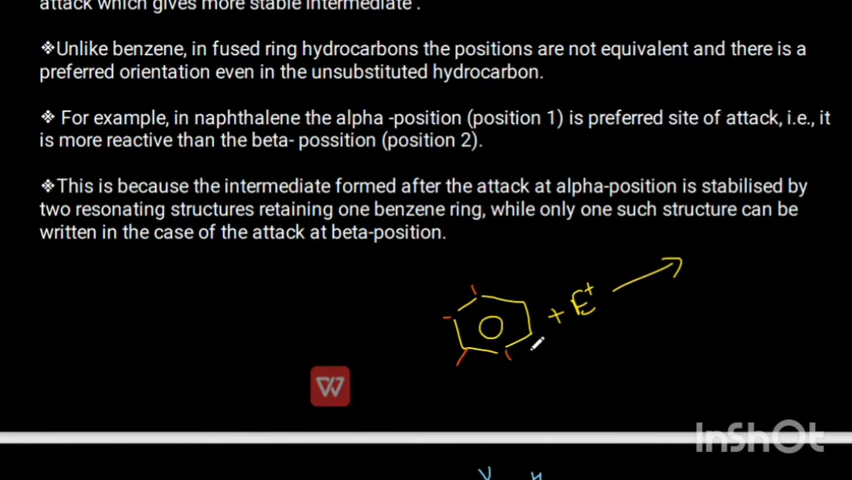 attack which gives more stable intermediate .
❖Unlike benzene, in fused ring hydrocarbons the positions are not equivalent and there is a
preferred orientation even in the unsubstituted hydrocarbon.
❖ For example, in naphthalene the alpha -position (position 1) is preferred site of attack, i.e., it
is more reactive than the beta- possition (position 2).
❖This is because the intermediate formed after the attack at alpha-position is stabilised by
two resonating structures retaining one benzene ring, while only one such structure can be
written in the case of the attack at beta-position.
+ E+
W
InShOt